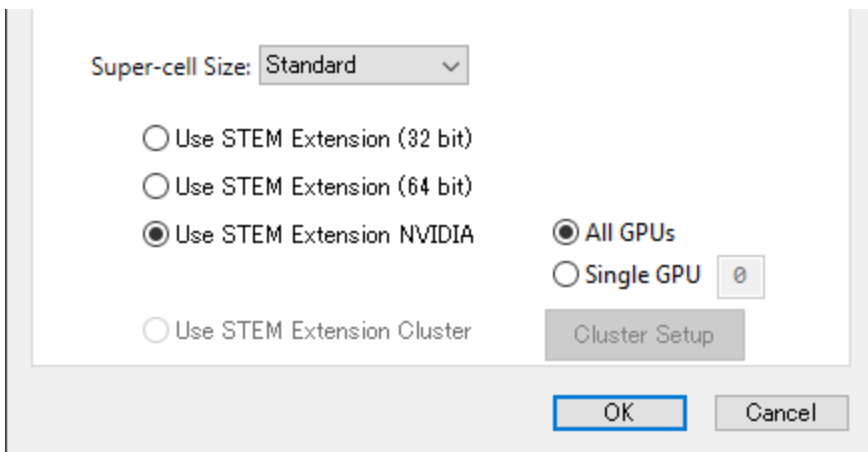 Super-cell Size: Standard
Use STEM Extension (32 bit)
Use STEM Extension (64 bit)
Use STEM Extension NVIDIA
All GPUs
Single GPU 0
Use STEM Extension Cluster
Cluster Setup
OK
Cancel